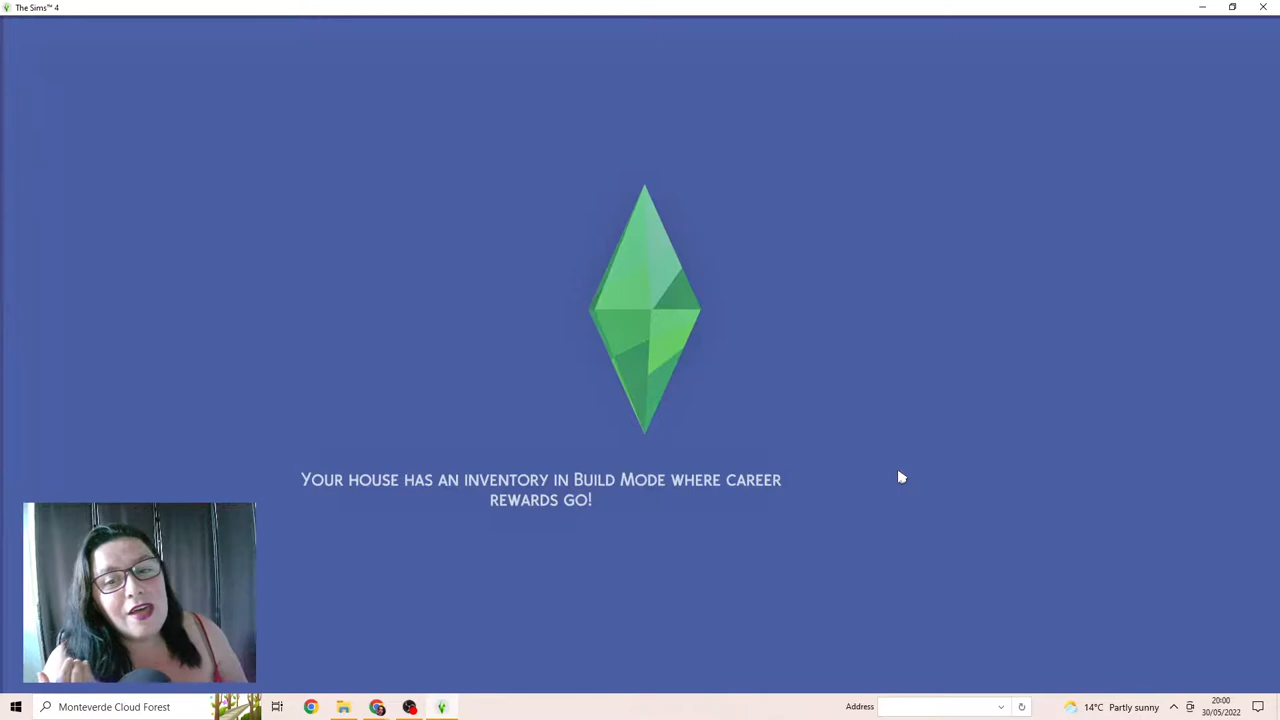 The Sims™ 4
YOUR HOUSE HAS AN INVENTORY IN BUILD MODE WHERE CAREER
REWARDS GO!
Monteverde Cloud Forest
Address
14°C Partly sunny
20:00
30/05/2022